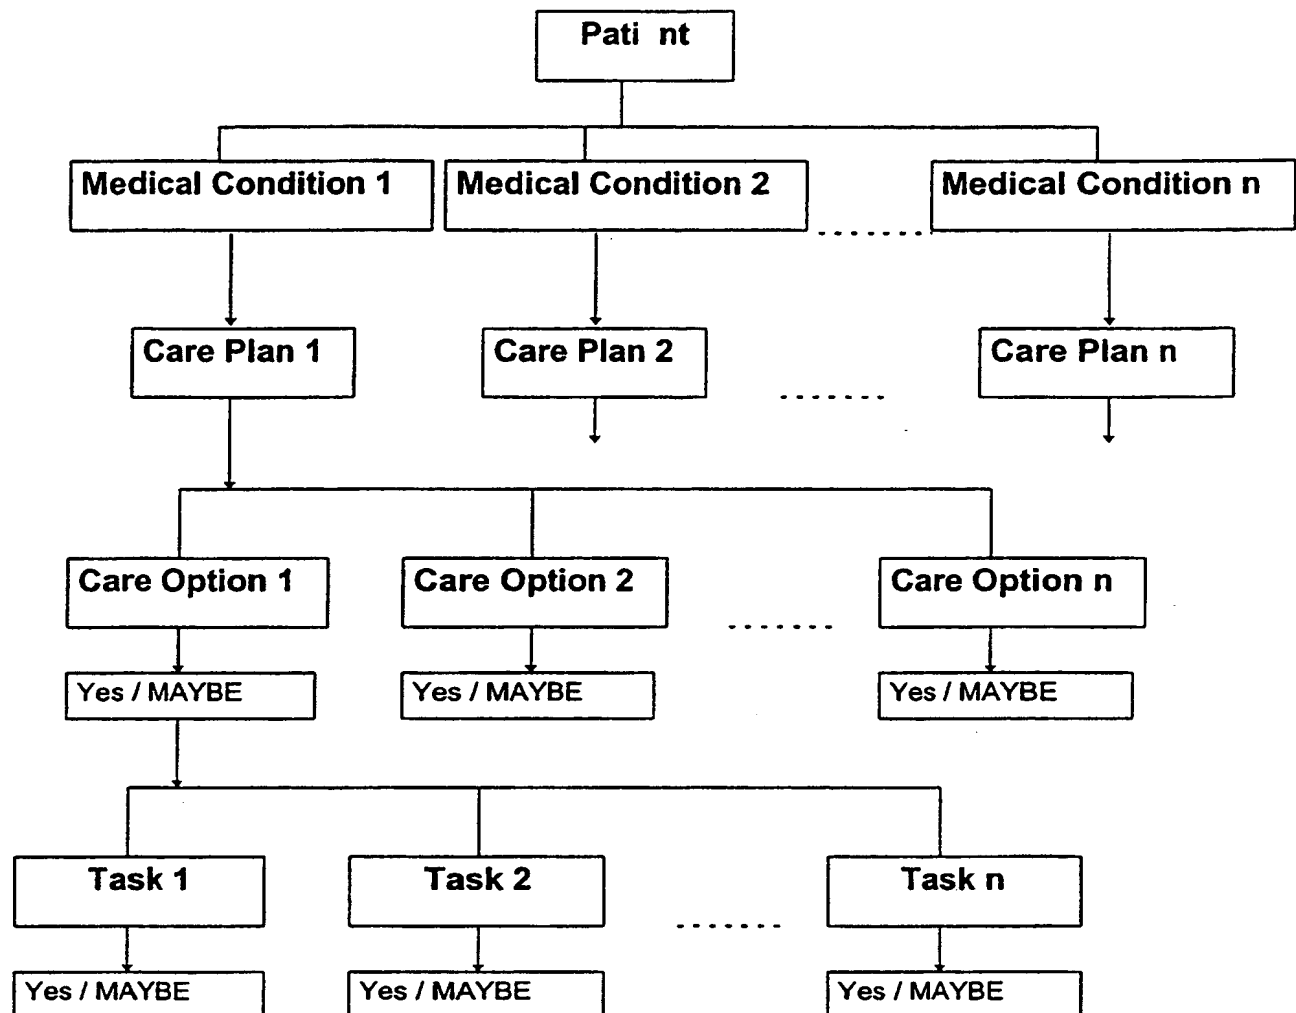 Pati nt
Medical Condition 1
Medical Condition 2
Medical Condition n
Care Plan 1
Care Plan 2
Care Plan n
Care Option 1
Care Option 2
Care Option n
Yes / MAYBE
Yes / MAYBE
Yes / MAYBE
Task 1
Task 2
Task n
Yes / MAYBE
Yes / MAYBE
Yes / MAYBE